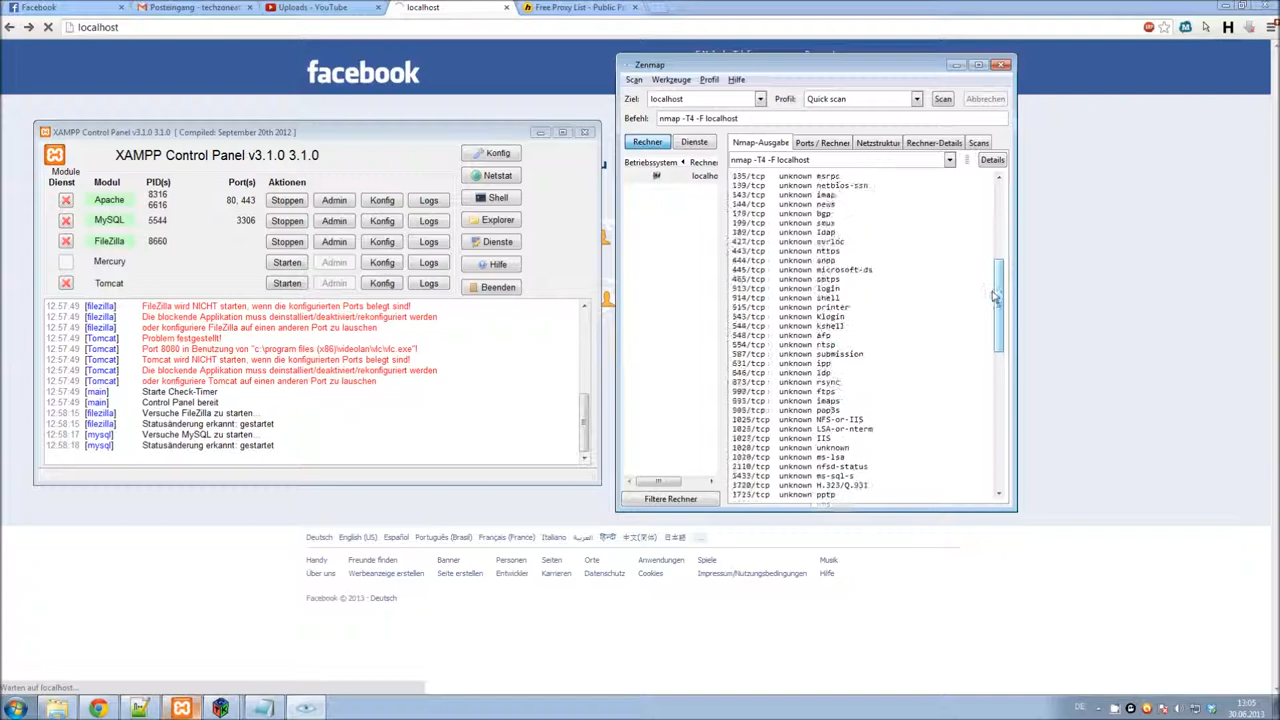 Facebook
Posteingang - techzoneat
Uploads - YouTube
localhost
Free Proxy List - Public P
localhost
facebook
XAMPP Control Panel v3.1.0 3.1.0 [ Compiled: September 20th 2012 ]
XAMPP Control Panel v3.1.0 3.1.0
Konfig
Netstat
Shell
Explorer
Dienste
Hilfe
Beenden
Module
Dienst Modul PID(s) Port(s) Aktionen
Apache 8316 6616 80, 443 Stoppen Admin Konfig Logs
MySQL 5544 3306 Stoppen Admin Konfig Logs
FileZilla 8660 Stoppen Admin Konfig Logs
Mercury Starten Admin Konfig Logs
Tomcat Starten Admin Konfig Logs
12:57:49 [filezilla] FileZilla wird NICHT starten, wenn die konfigurierten Ports belegt sind!
12:57:49 [filezilla] Die blockende Applikation muss deinstalliert/deaktiviert/rekonfiguriert werden
12:57:49 [filezilla] oder konfiguriere FileZilla auf einen anderen Port zu lauschen
12:57:49 [Tomcat] Problem festgestellt!
12:57:49 [Tomcat] Port 8080 in Benutzung von "c:\program files (x86)\videolan\vlc\vlc.exe"!
12:57:49 [Tomcat] Tomcat wird NICHT starten, wenn die konfigurierten Ports belegt sind!
12:57:49 [Tomcat] Die blockende Applikation muss deinstalliert/deaktiviert/rekonfiguriert werden
12:57:49 [Tomcat] oder konfiguriere Tomcat auf einen anderen Port zu lauschen
12:57:49 [main] Starte Check-Timer
12:57:49 [main] Control Panel bereit
12:58:15 [filezilla] Versuche FileZilla zu starten...
12:58:15 [filezilla] Statusänderung erkannt: gestartet
12:58:17 [mysql] Versuche MySQL zu starten...
12:58:18 [mysql] Statusänderung erkannt: gestartet
Zenmap
Scan Werkzeuge Profil Hilfe
Ziel: localhost Profil: Quick scan Scan Abbrechen
Befehl: nmap -T4 -F localhost
Rechner Dienste
Betriebssystem Rechner
localho
Filtere Rechner
Nmap-Ausgabe Ports / Rechner Netzstruktur Rechner-Details Scans
nmap -T4 -F localhost Details
135/tcp unknown msrpc
139/tcp unknown netbios-ssn
143/tcp unknown imap
144/tcp unknown news
179/tcp unknown bgp
199/tcp unknown smux
unknown ldap
427/tcp unknown svrloc
443/tcp unknown https
unknown
445/tcp unknown microsoft-ds
465/tcp unknown smtps
unknown login
unknown shell
unknown printer
543/tcp unknown klogin
544/tcp unknown kshell
548/tcp unknown afp
554/tcp unknown rtsp
587/tcp unknown submission
631/tcp unknown ipp
646/tcp unknown ldp
873/tcp unknown rsync
990/tcp unknown ftps
993/tcp unknown imaps
995/tcp unknown pop3s
1025/tcp unknown NFS-or-IIS
unknown LSA-or-nterm
unknown IIS
1028/tcp unknown unknown
unknown ms-lsa
1110/tcp unknown nfsd-status
1433/tcp unknown ms-sql-s
1720/tcp unknown H.323/Q.931
1723/tcp unknown pptp
Deutsch English (US) Español Português (Brasil) Français (France) Italiano العربية हिन्दी 中文(简体) 日本語 ...
Handy Freunde finden Banner Personen Seiten Orte Anwendungen Spiele Musik
Über uns Werbeanzeige erstellen Seite erstellen Entwickler Karrieren Datenschutz Cookies Impressum/Nutzungsbedingungen Hilfe
Facebook © 2013 · Deutsch
Warten auf localhost...
DE
13:05
30.06.2013